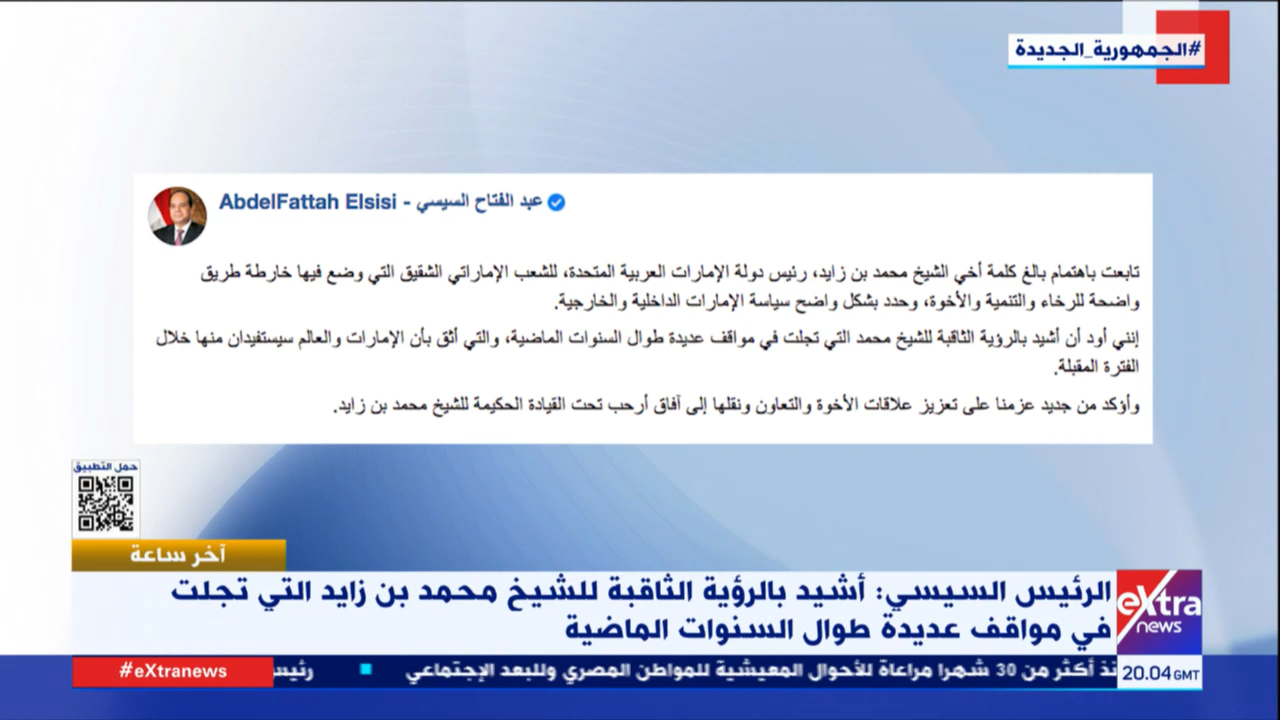 #الجمهورية_الجديدة
AbdelFattah Elsisi - عبد الفتاح السيسي
تابعت باهتمام بالغ كلمة أخي الشيخ محمد بن زايد، رئيس دولة الإمارات العربية المتحدة، للشعب الإماراتي الشقيق التي وضع فيها خارطة طريق
واضحة للرخاء والتنمية والأخوة، وحدد بشكل واضح سياسة الإمارات الداخلية والخارجية.
إنني أود أن أشيد بالرؤية الثاقبة للشيخ محمد التي تجلت في مواقف عديدة طوال السنوات الماضية، والتي أثق بأن الإمارات والعالم سيستفيدان منها خلال
الفترة المقبلة.
وأؤكد من جديد عزمنا على تعزيز علاقات الأخوة والتعاون ونقلها إلى آفاق أرحب تحت القيادة الحكيمة للشيخ محمد بن زايد.
حمل التطبيق
آخر ساعة
الرئيس السيسي: أشيد بالرؤية الثاقبة للشيخ محمد بن زايد التي تجلت
في مواقف عديدة طوال السنوات الماضية
eXtra
news
20.04 GMT
أكثر من 30 شهرا مراعاة للأحوال المعيشية للمواطن المصري وللبعد الإجتماعي
#eXtranews